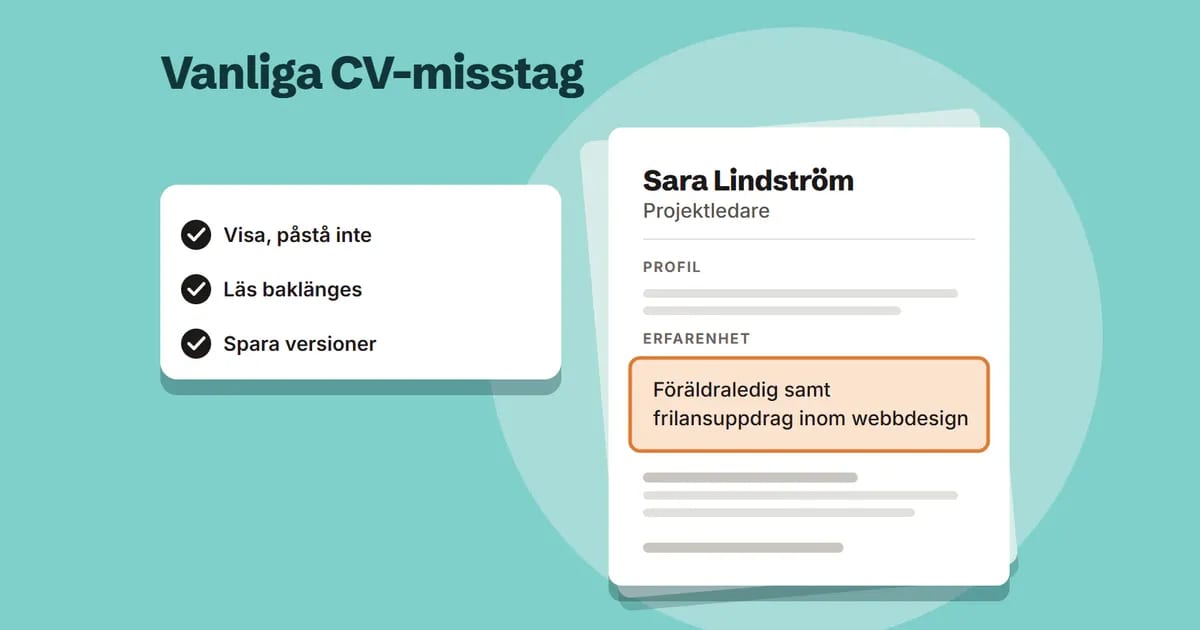 Vanliga CV-misstag
Visa, påstå inte
Läs baklänges
Spara versioner
Sara Lindström
Projektledare
PROFIL
ERFARENHET
Föräldraledig samt
frilansuppdrag inom webbdesign